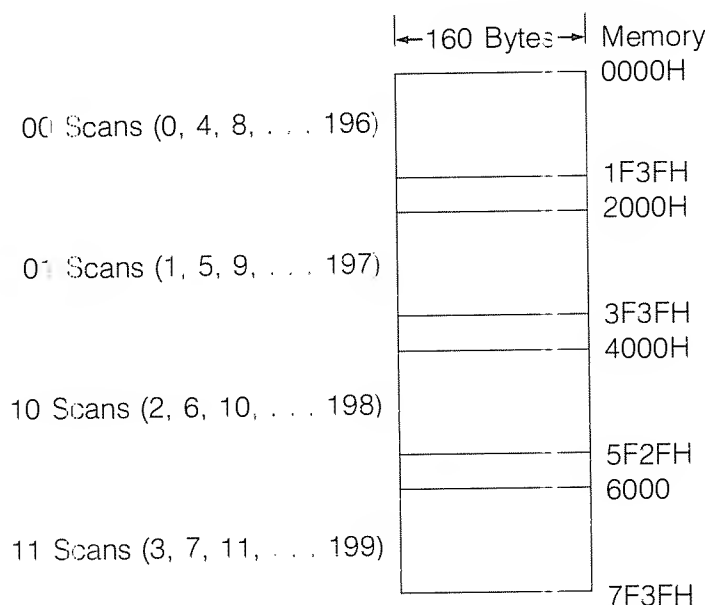 160 Bytes Memory
0000H
00 Scans (0, 4, 8, . . . 196)
1F3FH
2000H
01 Scans (1, 5, 9, . . . 197)
3F3FH
4000H
10 Scans (2, 6, 10, . . . 198)
5F2FH
6000
11 Scans (3, 7, 11, . . . 199)
7F3FH